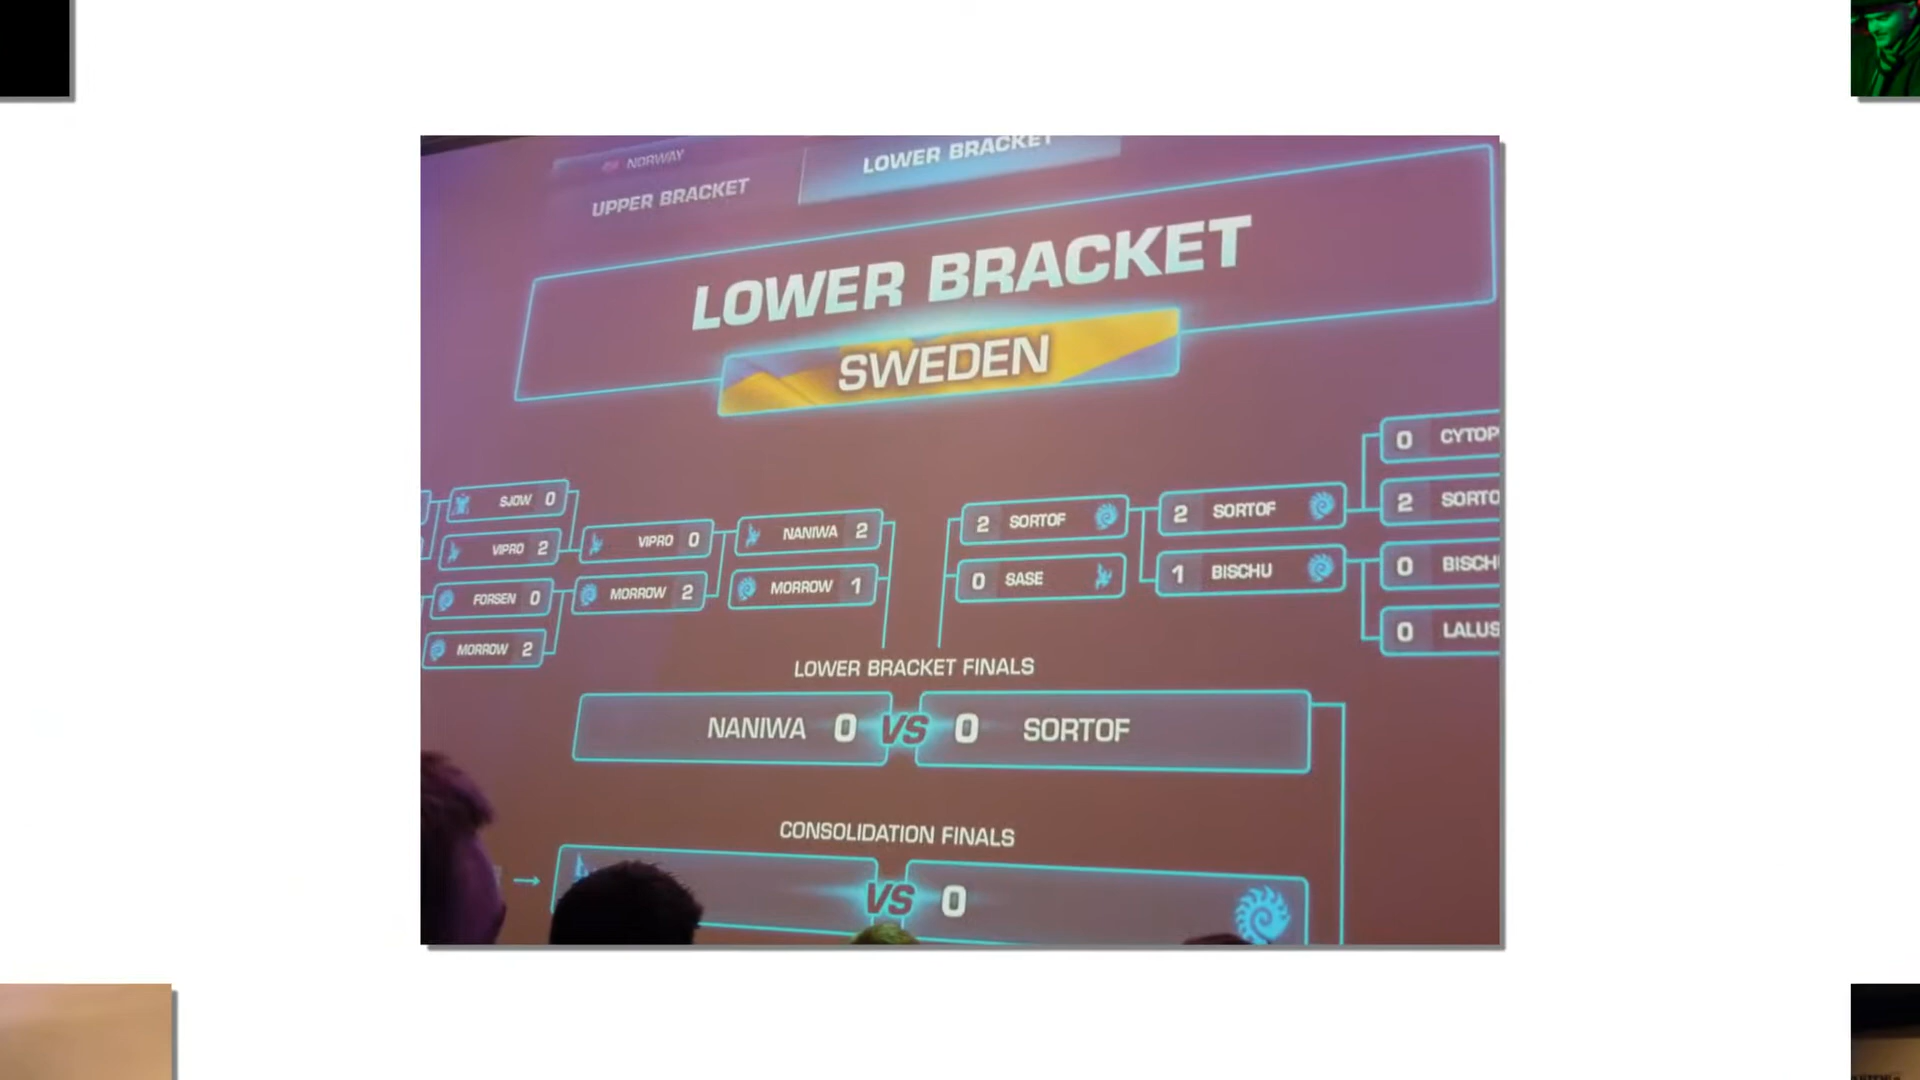 NORWAY
UPPER BRACKET
LOWER BRACKET
LOWER BRACKET
SWEDEN
SJOW 0
VIPRO 2
FORSEN 0
MORROW 2
VIPRO 0
MORROW 2
NANIWA 2
MORROW 1
2 SORTOF
0 SASE
2 SORTOF
1 BISCHU
0 CYTOP
2 SORTO
0 BISCH
0 LALUS
LOWER BRACKET FINALS
NANIWA 0 VS 0 SORTOF
CONSOLIDATION FINALS
VS 0